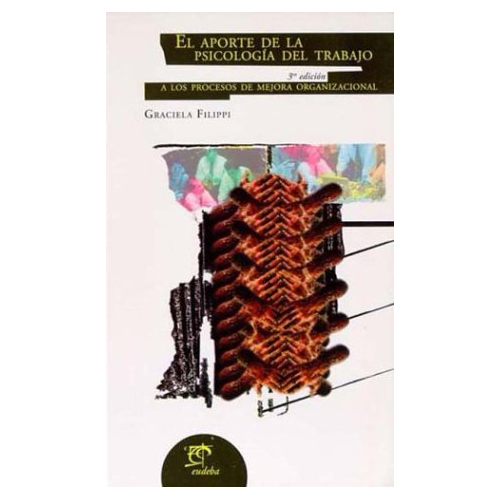 EL APORTE DE LA
PSICOLOGÍA DEL TRABAJO
3ª edición
A LOS PROCESOS DE MEJORA ORGANIZACIONAL
GRACIELA FILIPPI
eudeba